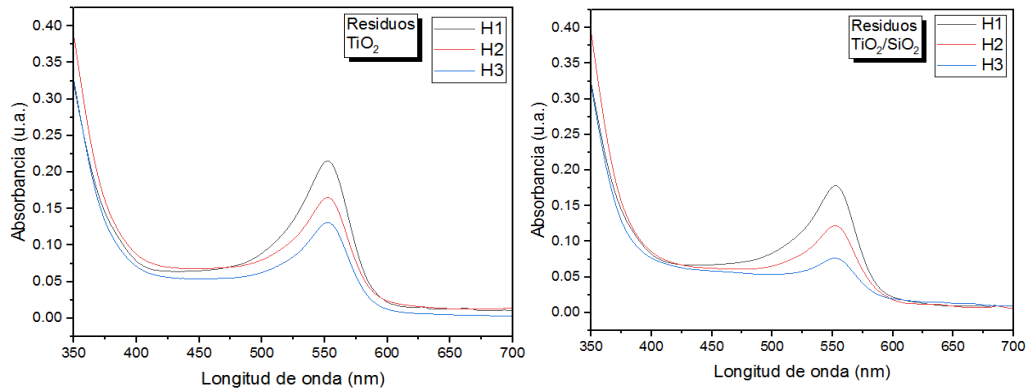 Residuos
TiO₂
H1
H2
H3
0.40
0.35
0.30
0.25
0.20
0.15
0.10
0.05
0.00
Absorbancia (u.a.)
350
400
450
500
550
600
650
700
Longitud de onda (nm)
Residuos
TiO₂/SiO₂
H1
H2
H3
0.40
0.35
0.30
0.25
0.20
0.15
0.10
0.05
0.00
Absorbancia (u.a.)
350
400
450
500
550
600
650
700
Longitud de onda (nm)